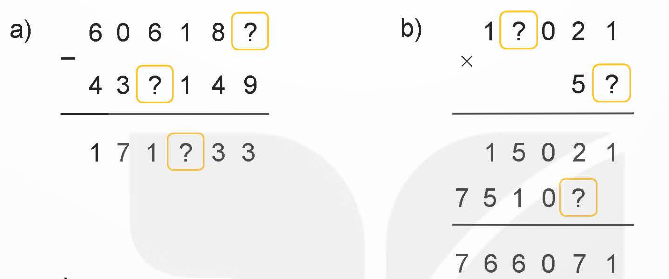 a) 6 0 6 1 8 ?
−
4 3 ? 1 4 9
1 7 1 ? 3 3
b) 1 ? 0 2 1
×
5 ?
1 5 0 2 1
7 5 1 0 ?
7 6 6 0 7 1